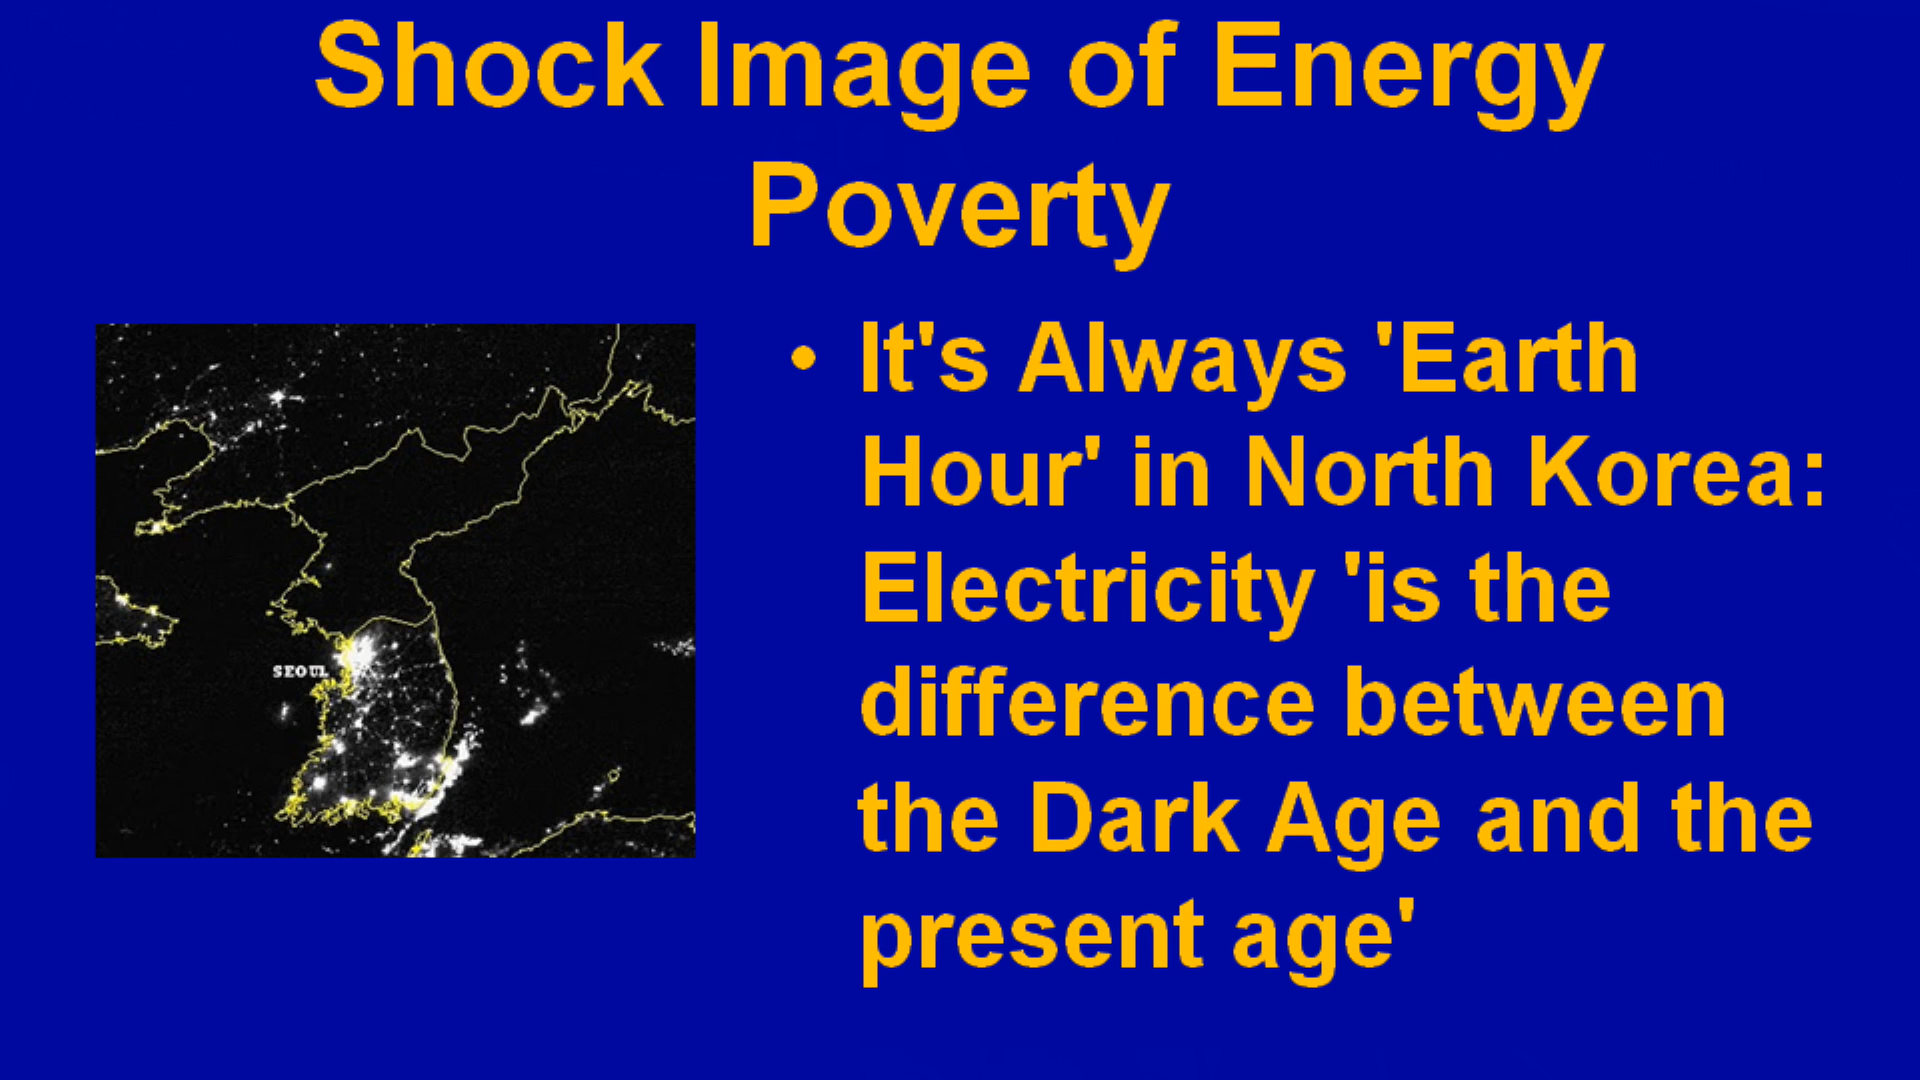 Shock Image of Energy
Poverty
• It's Always 'Earth
Hour' in North Korea:
Electricity 'is the
difference between
the Dark Age and the
present age'
SEOUL